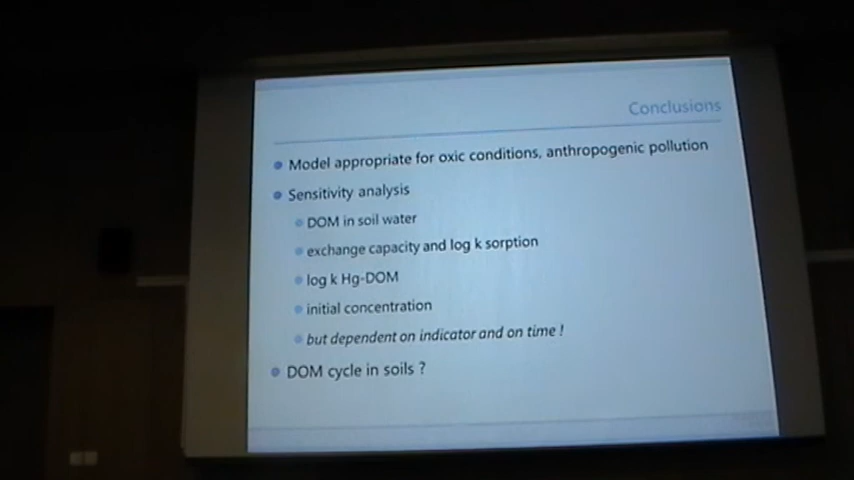 Conclusions
Model appropriate for oxic conditions, anthropogenic pollution
Sensitivity analysis
DOM in soil water
exchange capacity and log k sorption
log k Hg-DOM
initial concentration
but dependent on indicator and on time !
DOM cycle in soils ?